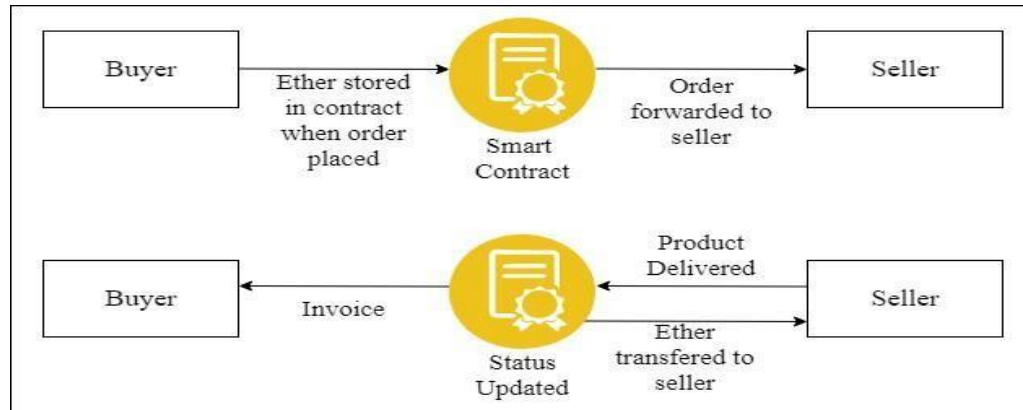 Buyer
Ether stored
in contract
when order
placed
Smart
Contract
Order
forwarded to
seller
Seller
Buyer
Invoice
Status
Updated
Product
Delivered
Ether
transfered to
seller
Seller